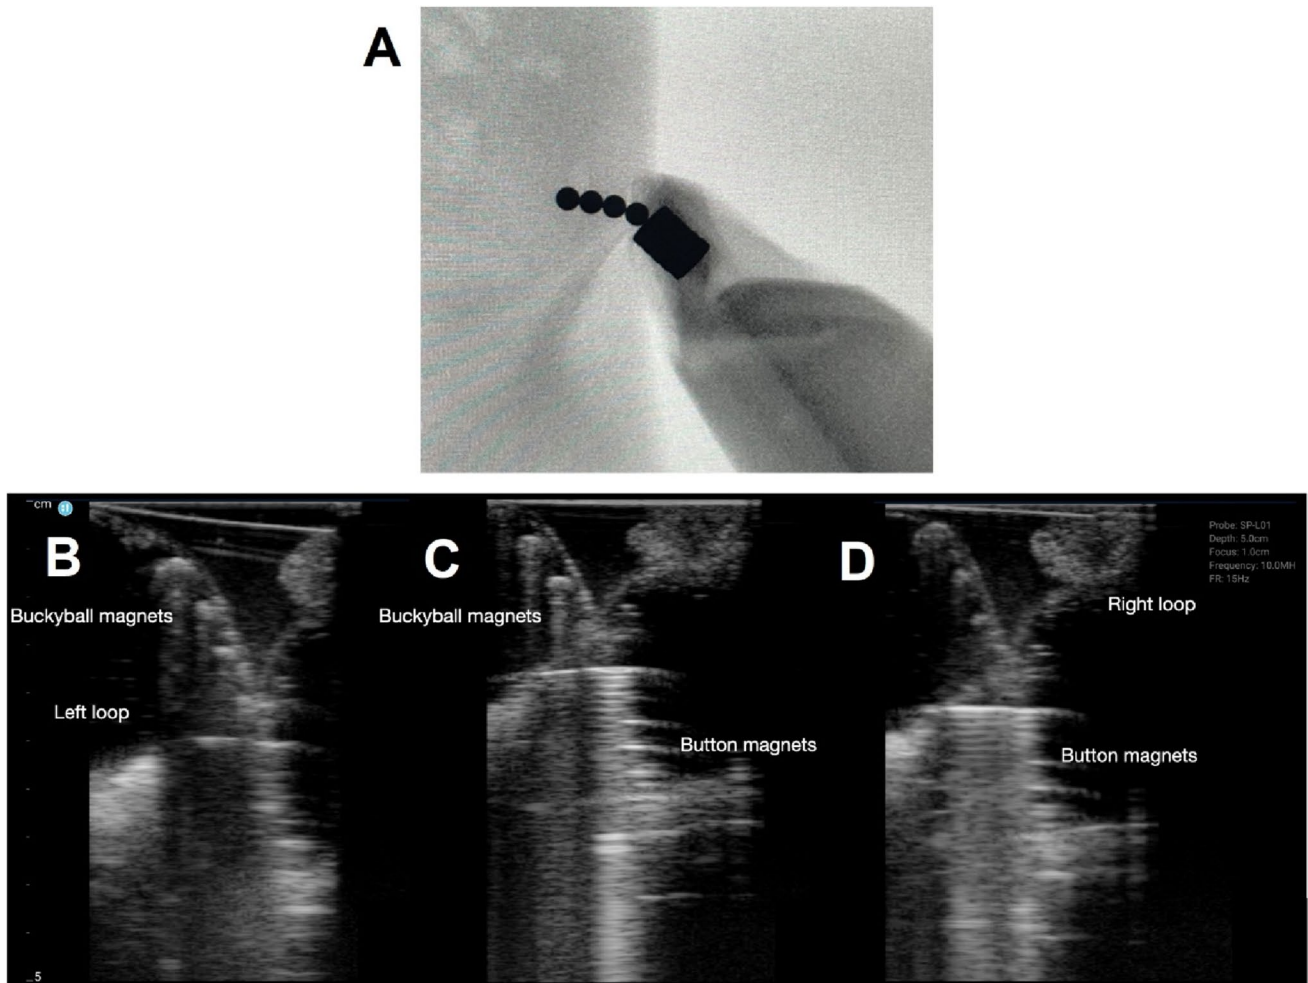 A
cm
B
C
D
Probe: SP-L01
Depth: 5.0cm
Focus: 1.0cm
Frequency: 10.0MH
FR: 15Hz
Buckyball magnets
Buckyball magnets
Right loop
Left loop
Button magnets
Button magnets
5